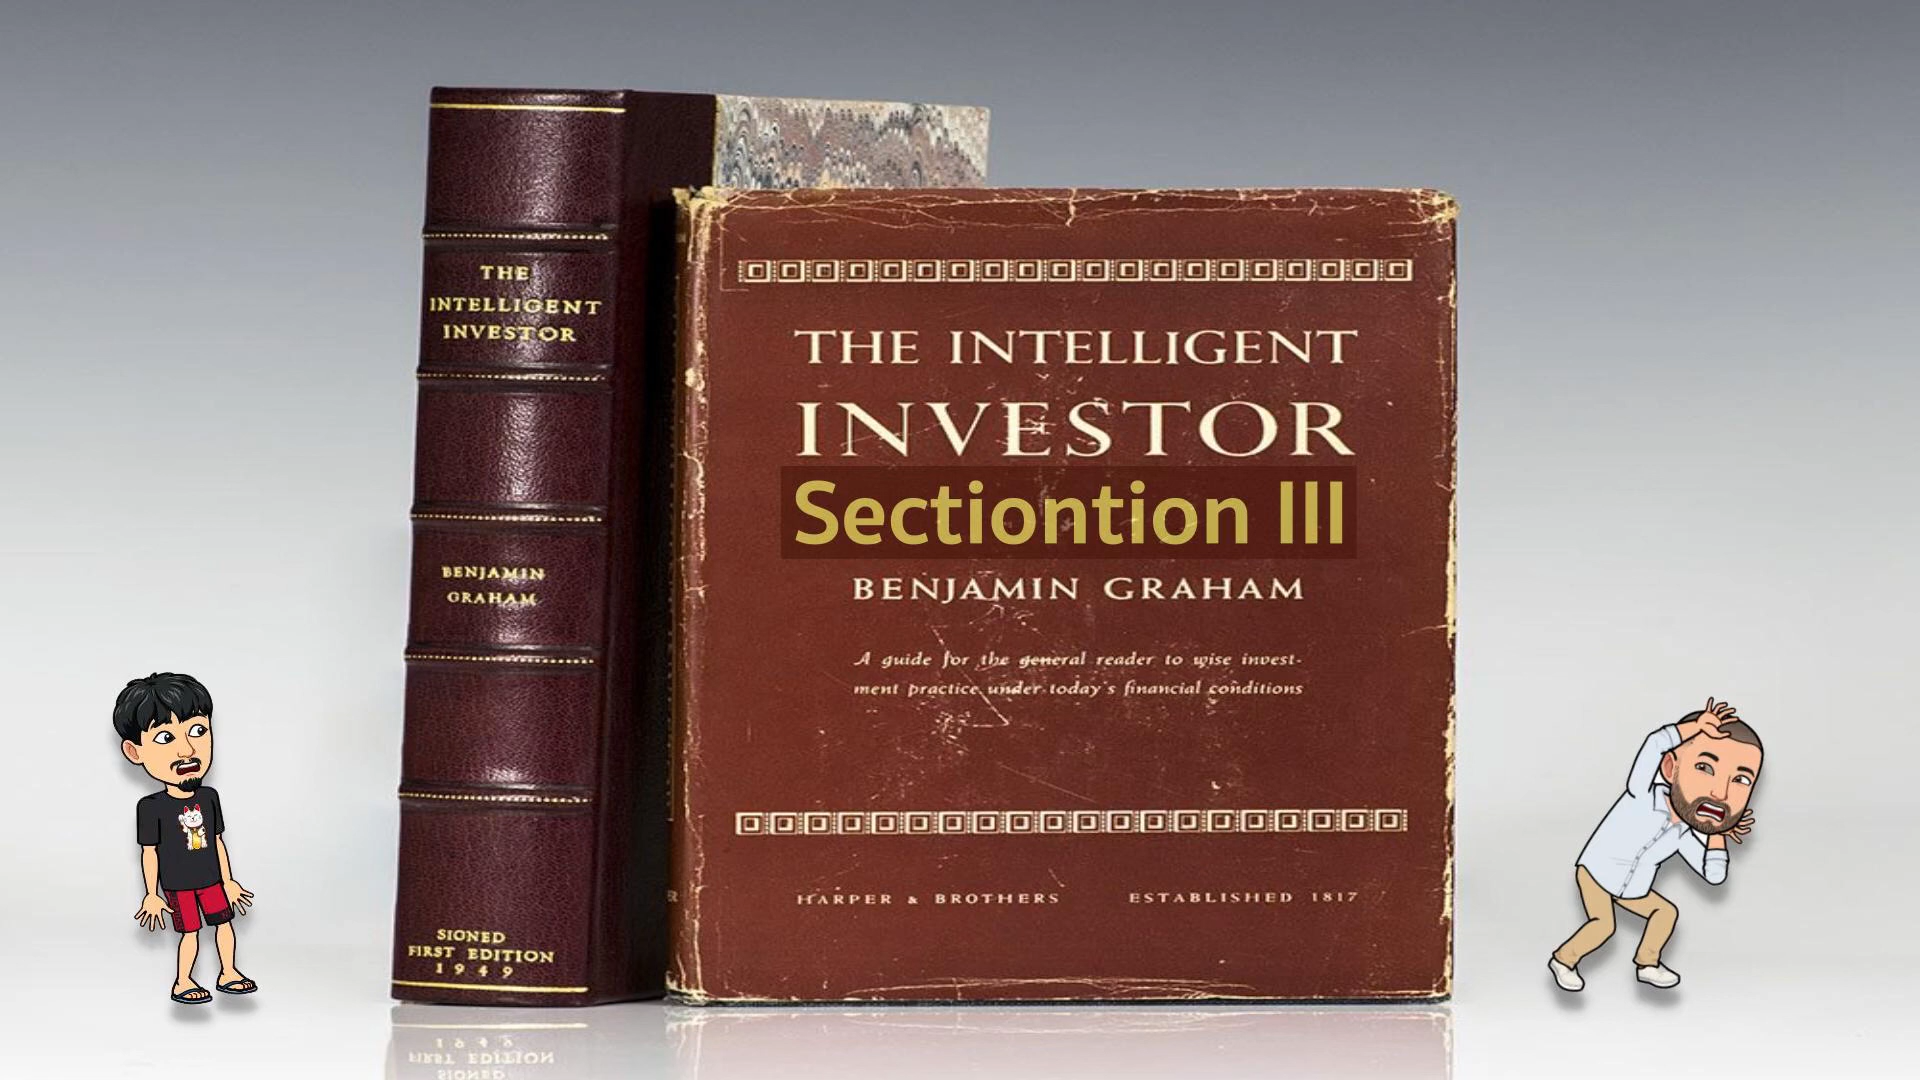 THE
INTELLIGENT
INVESTOR
BENJAMIN
GRAHAM
SIGNED
FIRST EDITION
1949
THE INTELLIGENT
INVESTOR
Sectiontion III
BENJAMIN GRAHAM
A guide for the general reader to wise invest-
ment practice under today's financial conditions
HARPER & BROTHERS ESTABLISHED 1817